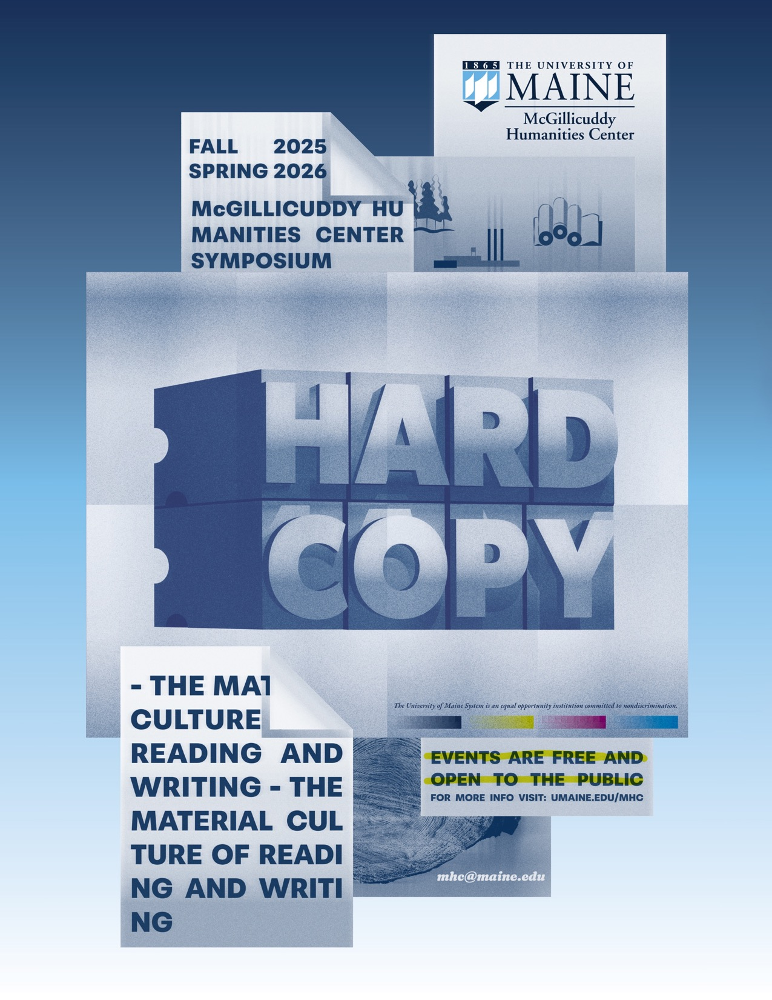 1865
THE UNIVERSITY OF
MAINE
McGillicuddy
Humanities Center
FALL 2025
SPRING 2026
McGILLICUDDY HU
MANITIES CENTER
SYMPOSIUM
HARD
COPY
- THE MAT
CULTURE
READING AND
WRITING - THE
MATERIAL CUL
TURE OF READI
NG AND WRITI
NG
The University of Maine System is an equal opportunity institution committed to nondiscrimination.
EVENTS ARE FREE AND
OPEN TO THE PUBLIC
FOR MORE INFO VISIT: UMAINE.EDU/MHC
mhc@maine.edu